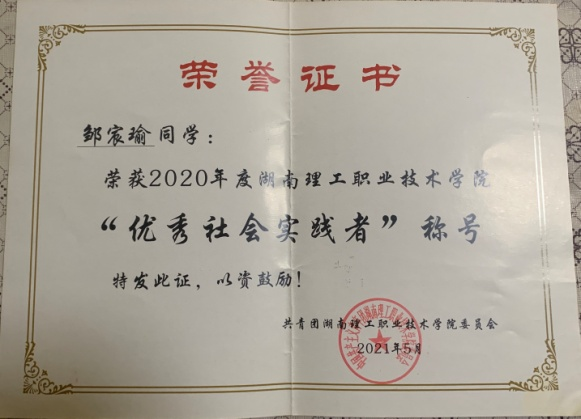 荣誉证书
邹宸瑜同学：
荣获2020年度湖南理工职业技术学院
“优秀社会实践者”称号
特发此证，以资鼓励！
共青团湖南理工职业技术学院委员会
2021年5月